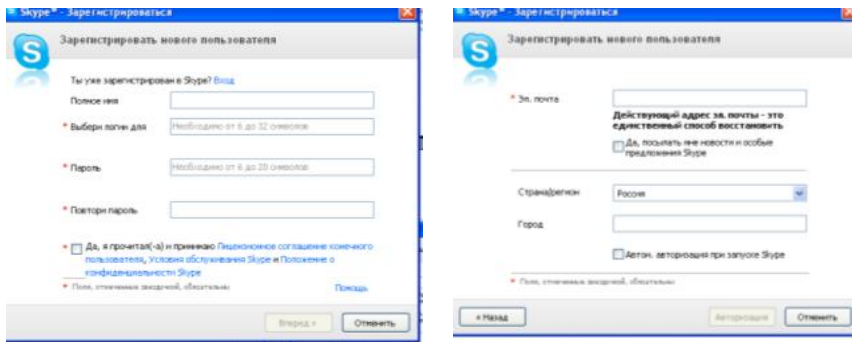 Skype™ - Зарегистрироваться
Зарегистрировать нового пользователя
Ты уже зарегистрирован в Skype? Вход
Полное имя
* Выбери логин для
Необходимо от 6 до 32 символов
* Пароль
Необходимо от 6 до 20 символов
* Повтори пароль
* Да, я прочитал(-а) и принимаю Лицензионное соглашение конечного
пользователя, Условия обслуживания Skype и Положение о
конфиденциальности Skype
* Поля, отмеченные звездочкой, обязательны
Помощь
Вперед »
Отменить
Skype™ - Зарегистрироваться
Зарегистрировать нового пользователя
* Эл. почта
Действующий адрес эл. почты - это
единственный способ восстановить
Да, посылать мне новости и особые
предложения Skype
Страна/регион
Россия
Город
Автом. авторизация при запуске Skype
* Поля, отмеченные звездочкой, обязательны
« Назад
Авторизация
Отменить